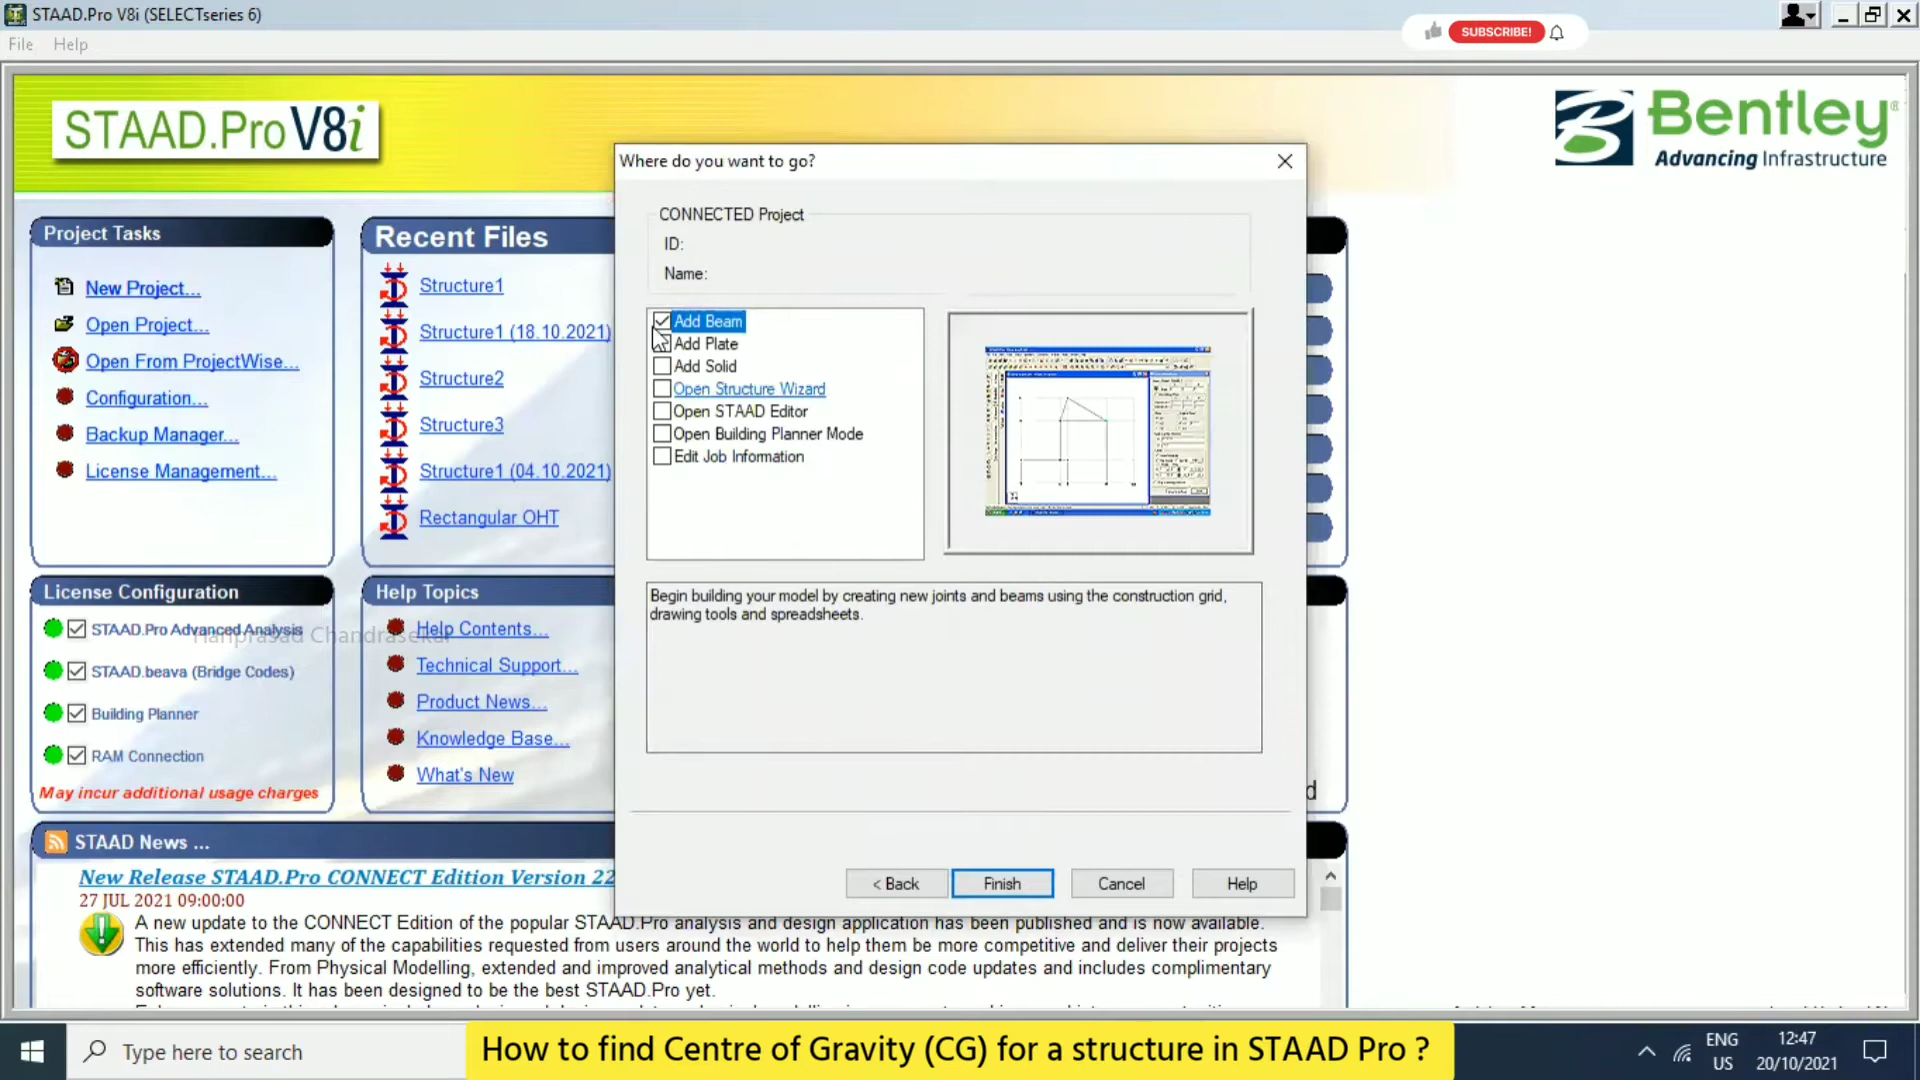 STAAD.Pro V8i (SELECTseries 6)
File Help
SUBSCRIBE!
STAAD.Pro V8i
Bentley®
Advancing Infrastructure
Where do you want to go?
CONNECTED Project
ID:
Name:
Add Beam
Add Plate
Add Solid
Open Structure Wizard
Open STAAD Editor
Open Building Planner Mode
Edit Job Information
Begin building your model by creating new joints and beams using the construction grid,
drawing tools and spreadsheets.
< Back Finish Cancel Help
Project Tasks
New Project...
Open Project...
Open From ProjectWise...
Configuration...
Backup Manager...
License Management...
Recent Files
Structure1
Structure1 (18.10.2021)
Structure2
Structure3
Structure1 (04.10.2021)
Rectangular OHT
License Configuration
STAAD.Pro Advanced Analysis
STAAD.beava (Bridge Codes)
Building Planner
RAM Connection
May incur additional usage charges
Hariprasad Chandrasekar
Help Topics
Help Contents...
Technical Support...
Product News...
Knowledge Base...
What's New
d
STAAD News ...
New Release STAAD.Pro CONNECT Edition Version 22
27 JUL 2021 09:00:00
A new update to the CONNECT Edition of the popular STAAD.Pro analysis and design application has been published and is now available.
This has extended many of the capabilities requested from users around the world to help them be more competitive and deliver their projects
more efficiently. From Physical Modelling, extended and improved analytical methods and design code updates and includes complimentary
software solutions. It has been designed to be the best STAAD.Pro yet.
Type here to search
How to find Centre of Gravity (CG) for a structure in STAAD Pro ?
ENG
US
12:47
20/10/2021